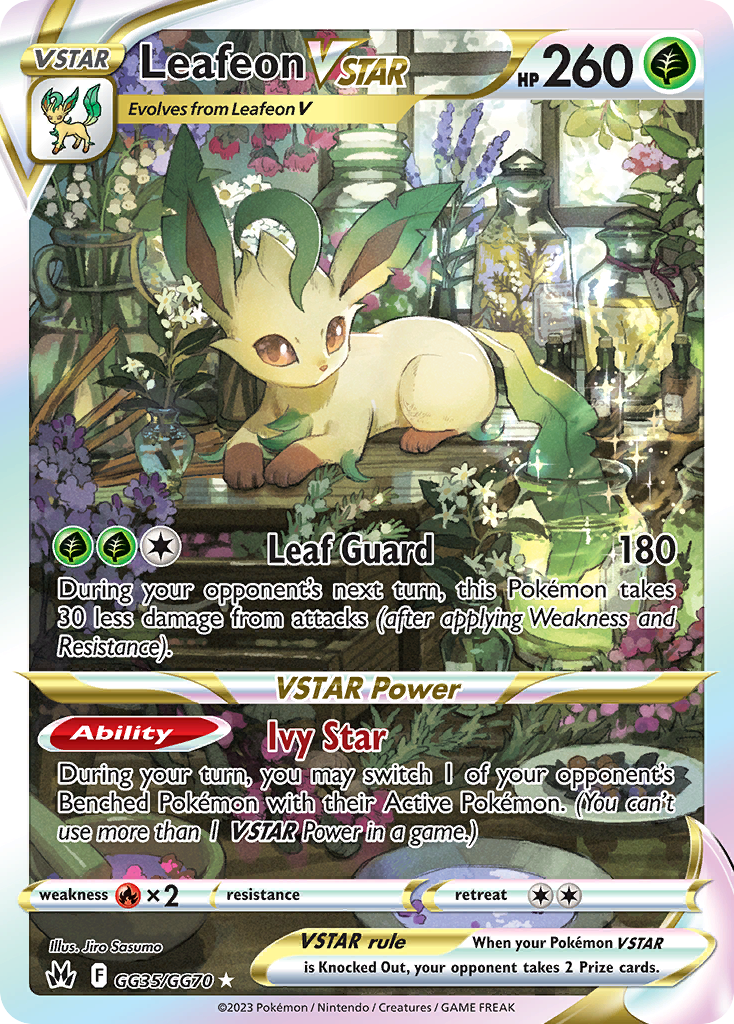 VSTAR
Leafeon VSTAR
HP 260
Evolves from Leafeon V
Leaf Guard 180
During your opponent's next turn, this Pokémon takes
30 less damage from attacks (after applying Weakness and
Resistance).
VSTAR Power
Ability Ivy Star
During your turn, you may switch 1 of your opponent's
Benched Pokémon with their Active Pokémon. (You can't
use more than 1 VSTAR Power in a game.)
weakness ×2 resistance retreat
Illus. Jiro Sasumo
VSTAR rule When your Pokémon VSTAR
is Knocked Out, your opponent takes 2 Prize cards.
F GG35/GG70 ★
©2023 Pokémon / Nintendo / Creatures / GAME FREAK